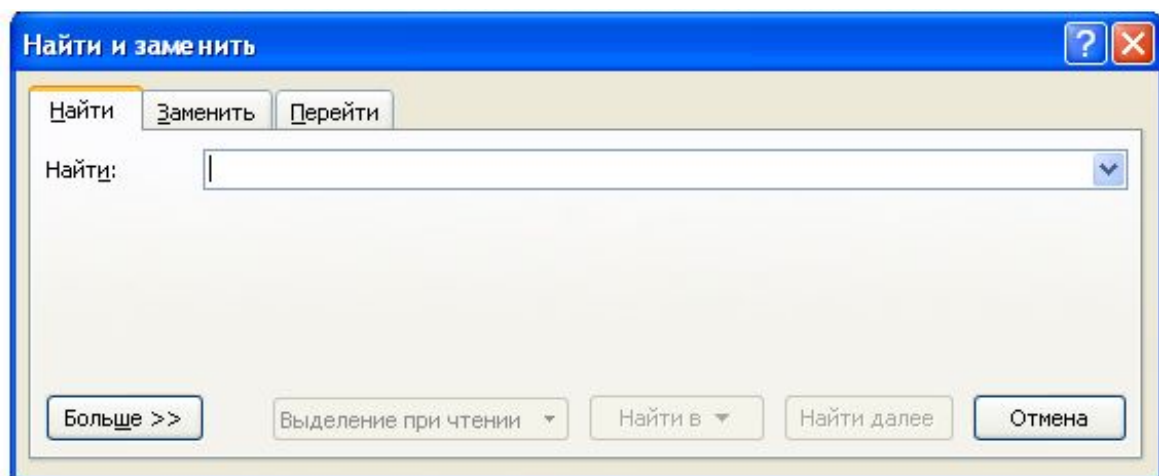 Найти и заменить
Найти Заменить Перейти
Найти:
Больше >> Выделение при чтении Найти в Найти далее Отмена